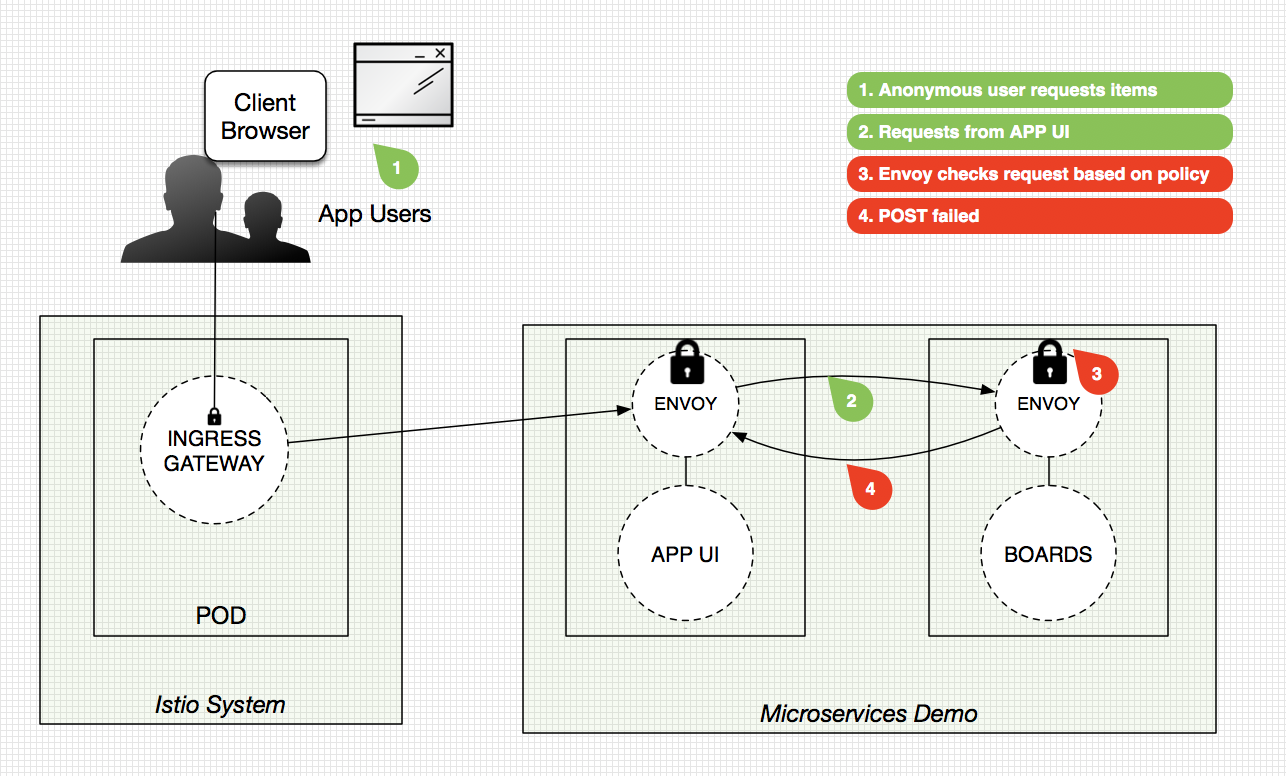 Client
Browser
1
App Users
1. Anonymous user requests items
2. Requests from APP UI
3. Envoy checks request based on policy
4. POST failed
INGRESS
GATEWAY
POD
Istio System
ENVOY
2
ENVOY
3
4
APP UI
BOARDS
Microservices Demo